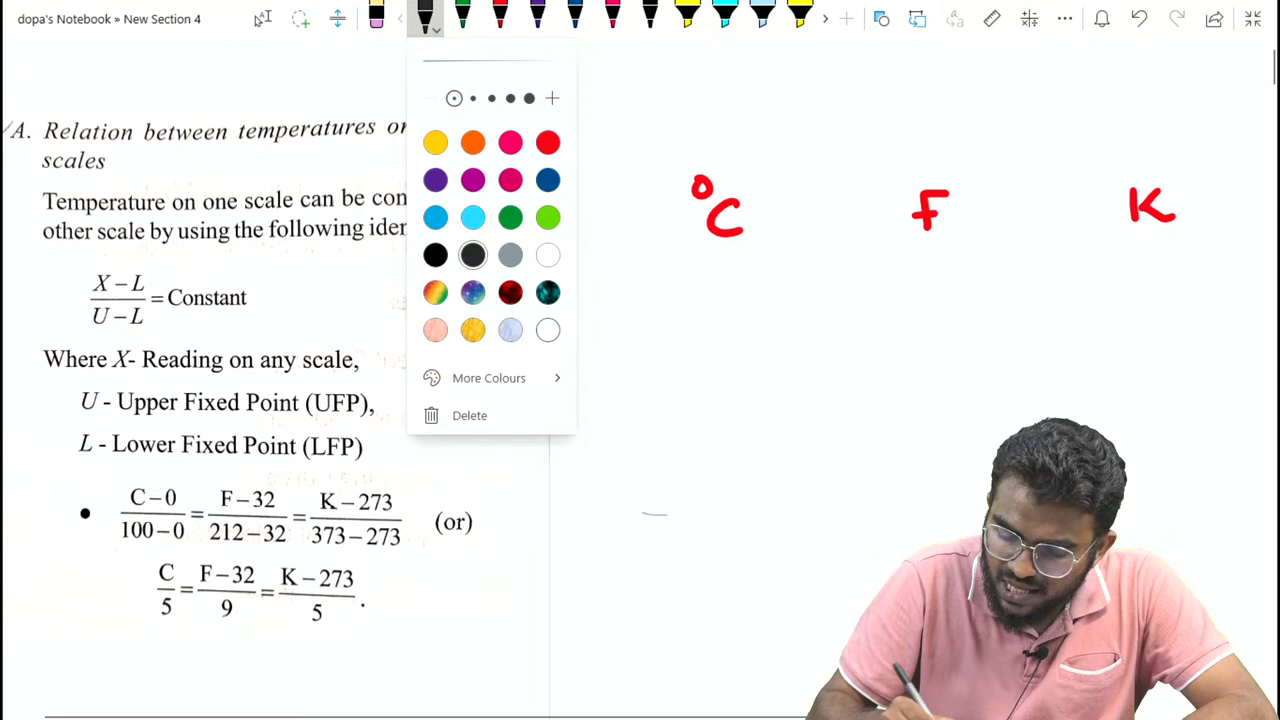 dopa's Notebook » New Section 4
A. Relation between temperatures or
scales
Temperature on one scale can be con
other scale by using the following iden
X – L
U – L
= Constant
Where X- Reading on any scale,
U - Upper Fixed Point (UFP),
L - Lower Fixed Point (LFP)
• C – 0 / 100 – 0 = F – 32 / 212 – 32 = K – 273 / 373 – 273 (or)
C / 5 = F – 32 / 9 = K – 273 / 5 .
More Colours
Delete
°C F K